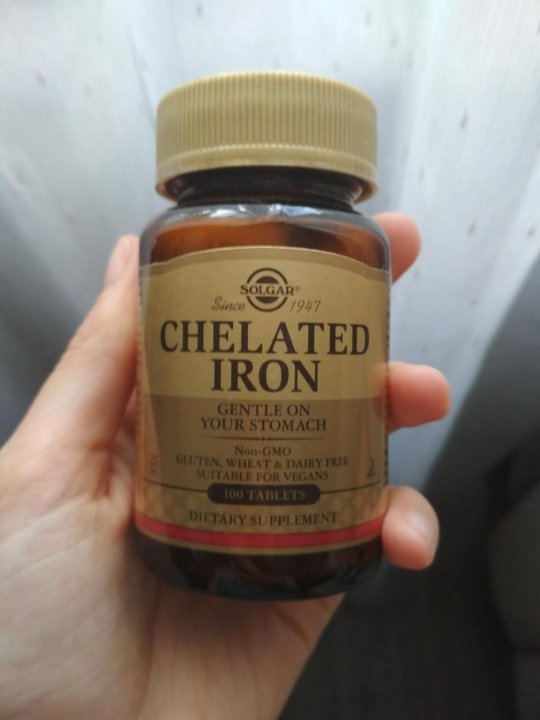 SOLGAR®
Since 1947
CHELATED
IRON
GENTLE ON
YOUR STOMACH
Non-GMO
GLUTEN, WHEAT & DAIRY FREE
SUITABLE FOR VEGANS
100 TABLETS
DIETARY SUPPLEMENT